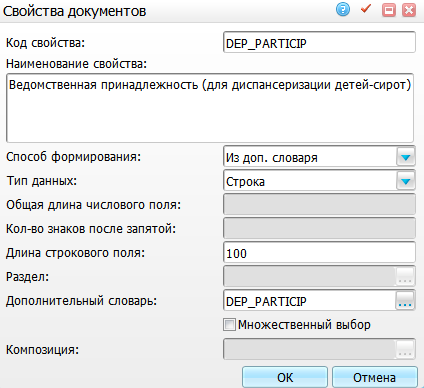 Свойства документов
Код свойства: DEP_PARTICIP
Наименование свойства:
Ведомственная принадлежность (для диспансеризации детей-сирот)
Способ формирования: Из доп. словаря
Тип данных: Строка
Общая длина числового поля:
Кол-во знаков после запятой:
Длина строкового поля: 100
Раздел: ...
Дополнительный словарь: DEP_PARTICIP ...
Множественный выбор
Композиция: ...
ОК Отмена